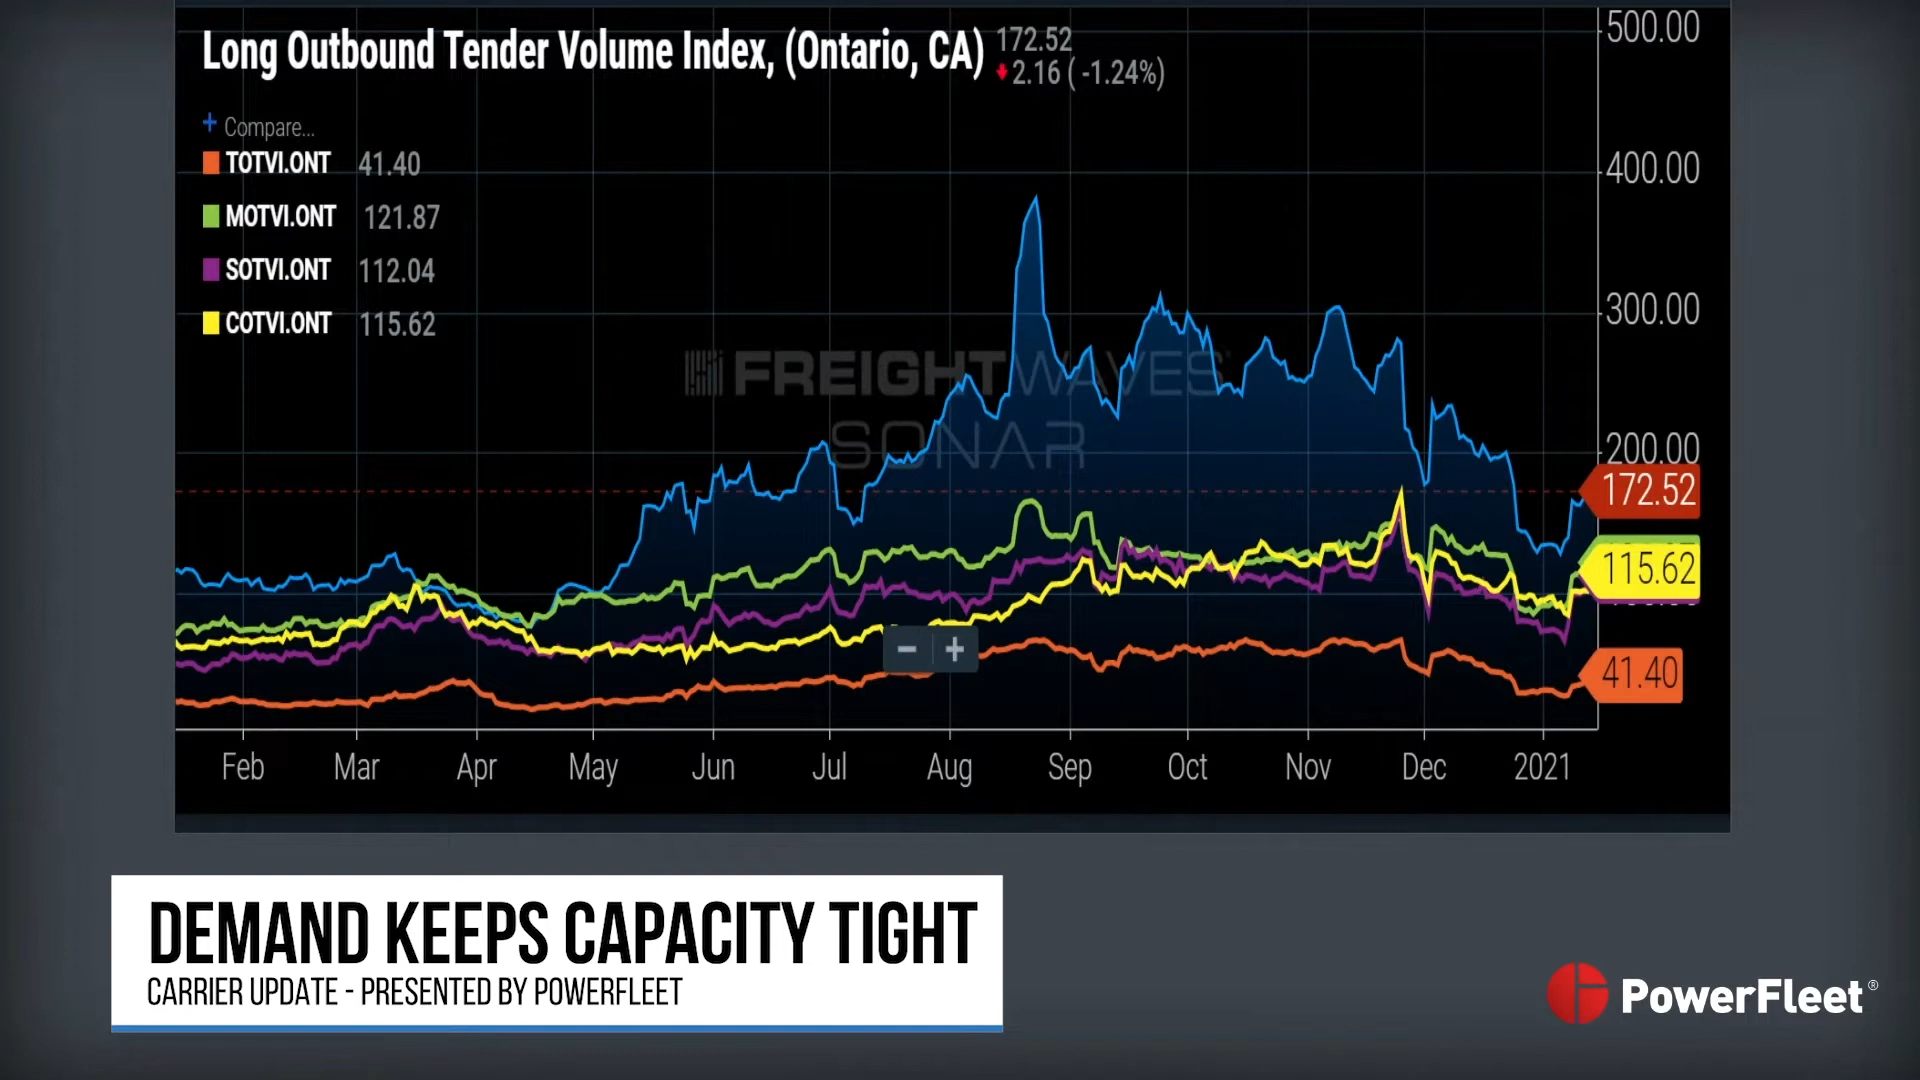 Long Outbound Tender Volume Index, (Ontario, CA)
172.52
2.16 ( -1.24%)
+ Compare...
TOTVI.ONT 41.40
MOTVI.ONT 121.87
SOTVI.ONT 112.04
COTVI.ONT 115.62
500.00
400.00
300.00
200.00
172.52
115.62
41.40
FREIGHTWAVES
SONAR
Feb Mar Apr May Jun Jul Aug Sep Oct Nov Dec 2021
DEMAND KEEPS CAPACITY TIGHT
CARRIER UPDATE - PRESENTED BY POWERFLEET
PowerFleet®